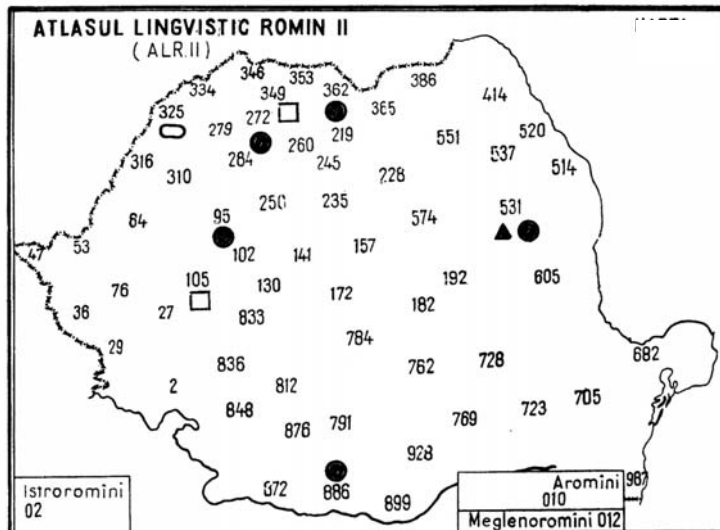 ATLASUL LINGVISTIC ROMIN II
(ALR.II)
346 353
334 349 362 386
325 272 365 414
279 219 520
284 260 551 537
316 245 514
310 228
250 235 531
84 95 574
47 53 102 141 157
105 130 192 605
76 172 182
36 27 833
784
29 836 762 728 682
2 812
848 791 769 723 705
876
928
872 886 899 987
Istroromini
02
Aromini
010
Meglenoromini 012